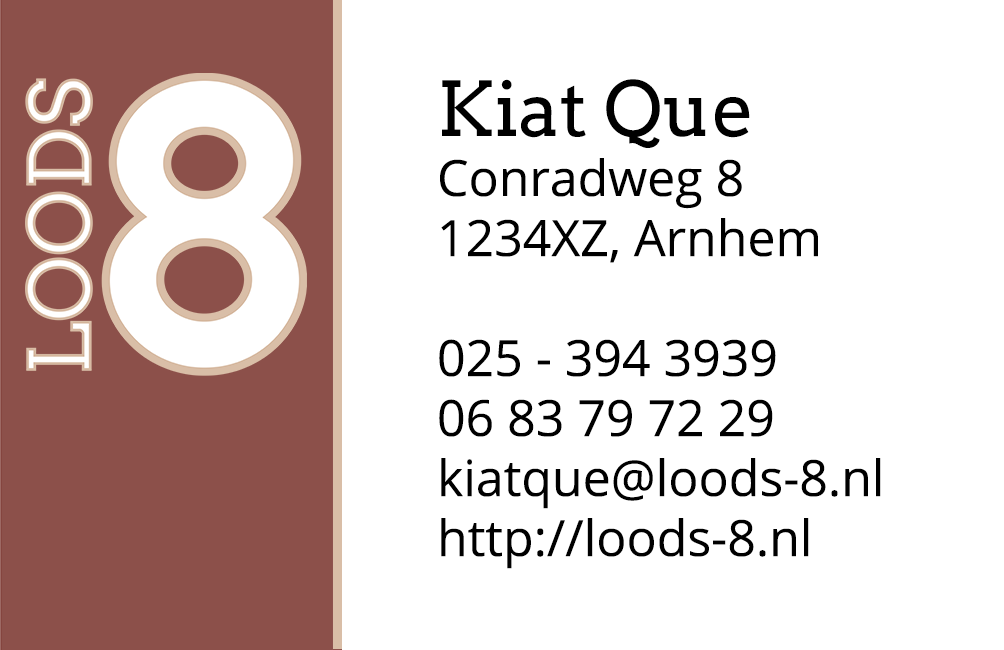 LOODS
8
Kiat Que
Conradweg 8
1234XZ, Arnhem
025 - 394 3939
06 83 79 72 29
kiatque@loods-8.nl
http://loods-8.nl